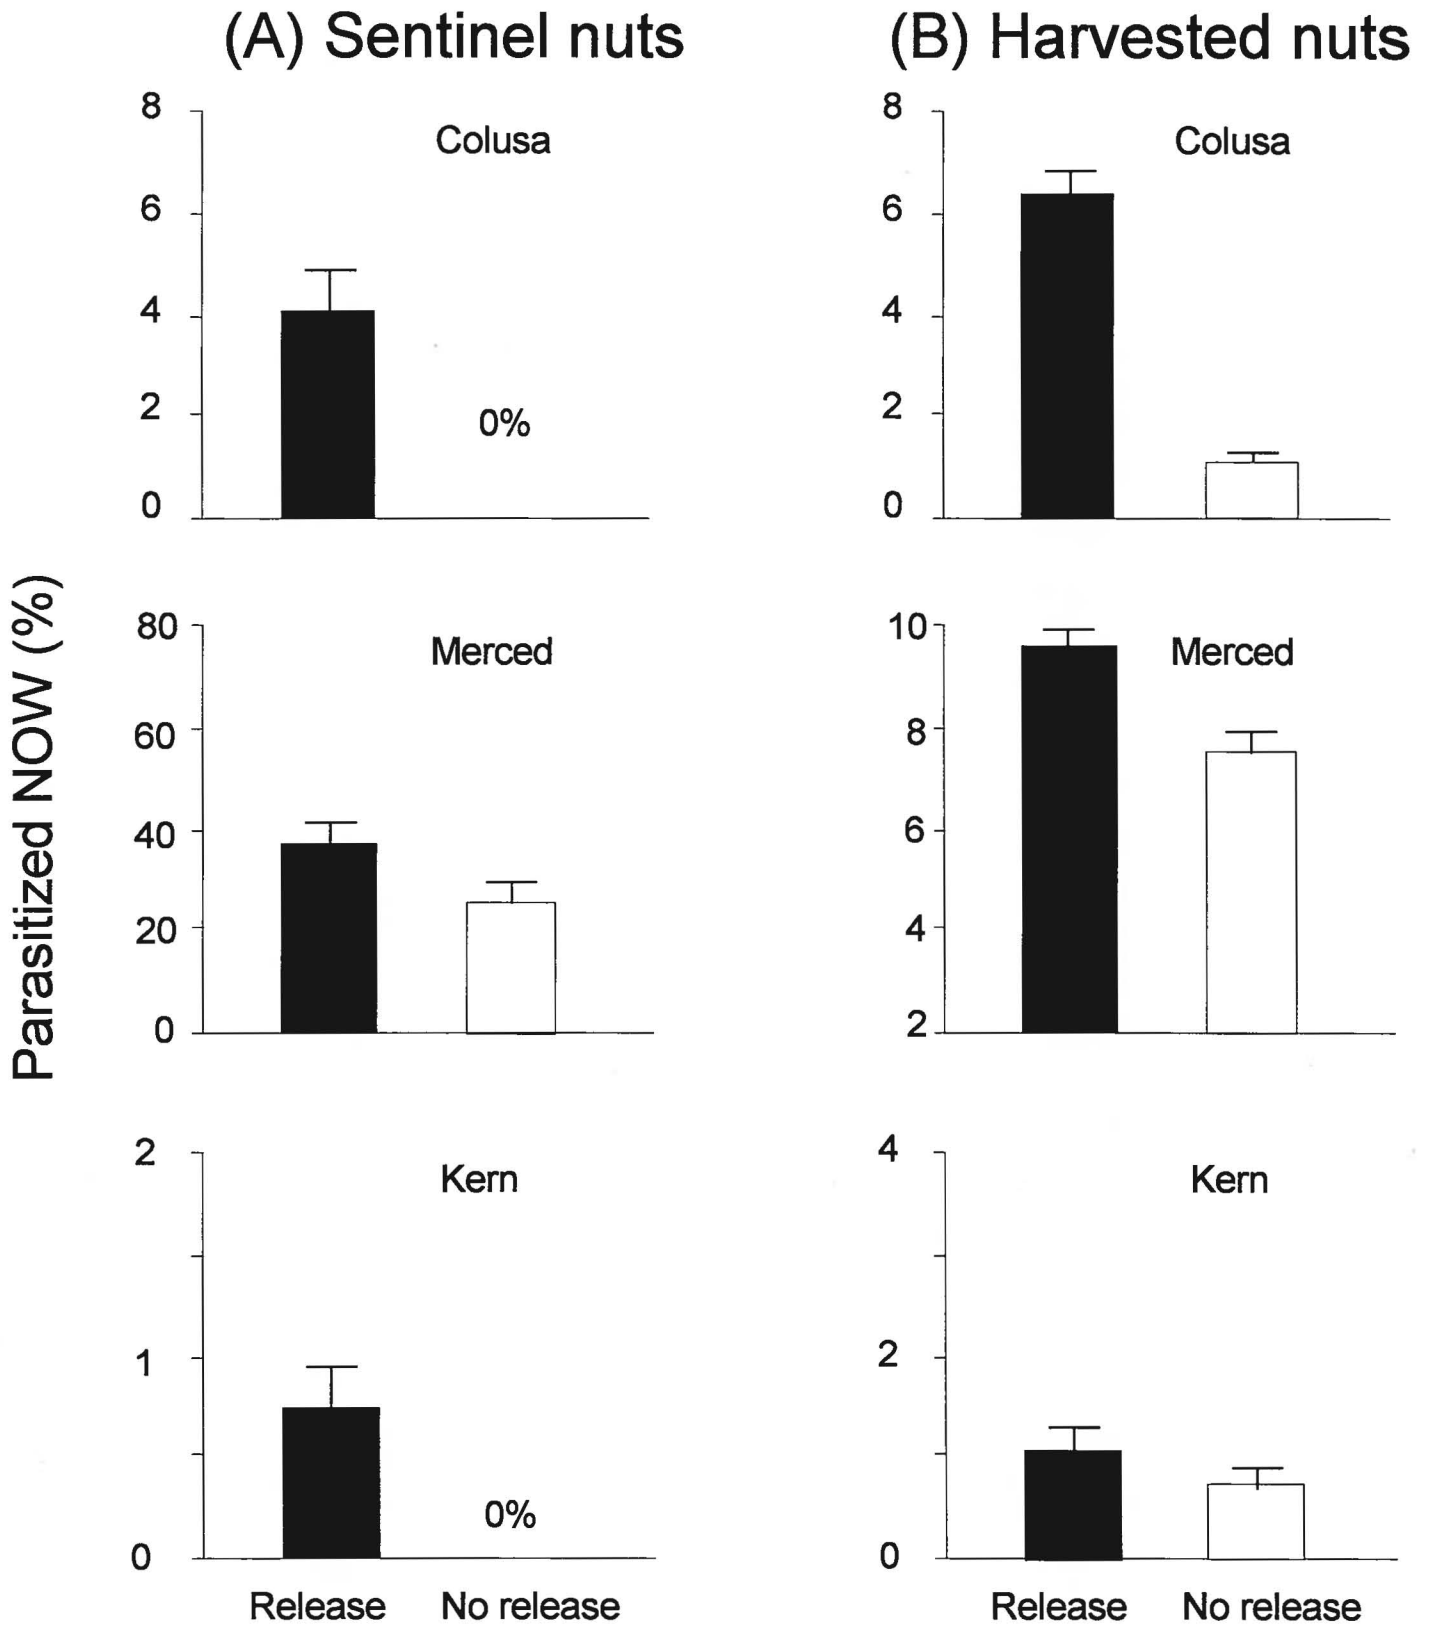 (A) Sentinel nuts
(B) Harvested nuts
Parasitized NOW (%)
8
6
4
2
0
Colusa
0%
8
6
4
2
0
Colusa
80
60
40
20
0
Merced
10
8
6
4
2
Merced
2
1
0
Kern
0%
4
2
0
Kern
Release
No release
Release
No release